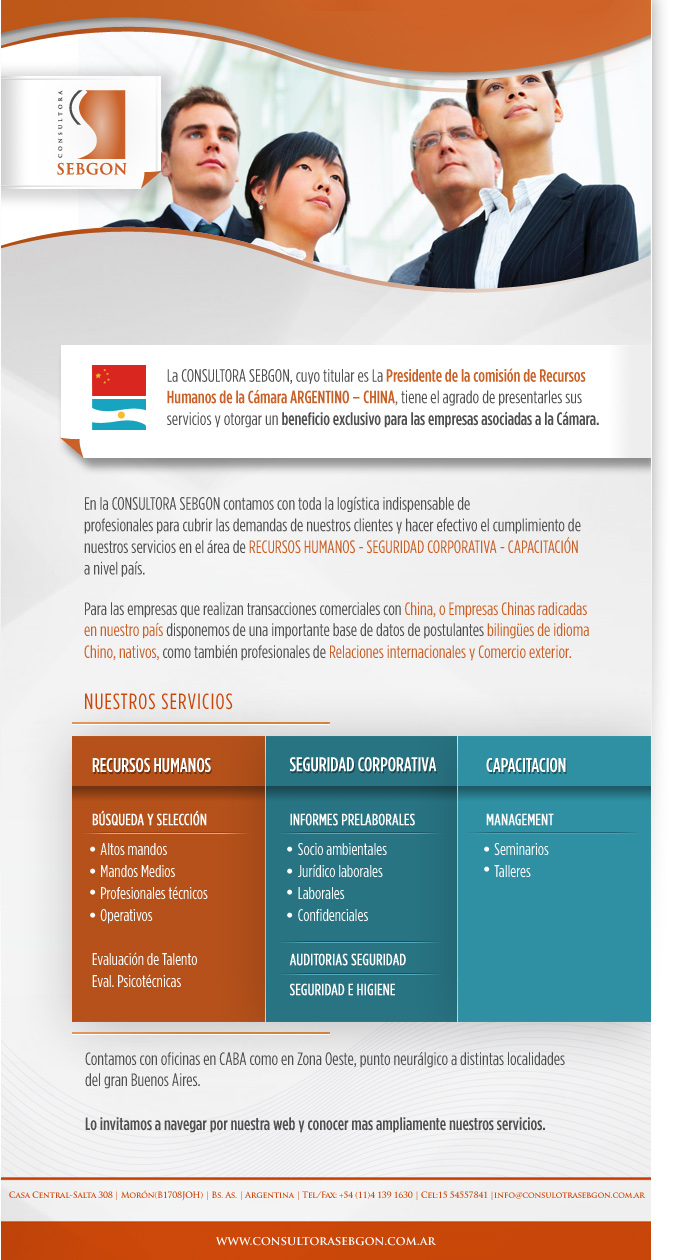 CONSULTORA
SEBGON
La CONSULTORA SEBGON, cuyo titular es La Presidente de la comisión de Recursos
Humanos de la Cámara ARGENTINO – CHINA, tiene el agrado de presentarles sus
servicios y otorgar un beneficio exclusivo para las empresas asociadas a la Cámara.
En la CONSULTORA SEBGON contamos con toda la logística indispensable de
profesionales para cubrir las demandas de nuestros clientes y hacer efectivo el cumplimiento de
nuestros servicios en el área de RECURSOS HUMANOS - SEGURIDAD CORPORATIVA - CAPACITACIÓN
a nivel país.
Para las empresas que realizan transacciones comerciales con China, o Empresas Chinas radicadas
en nuestro país disponemos de una importante base de datos de postulantes bilingües de idioma
Chino, nativos, como también profesionales de Relaciones internacionales y Comercio exterior.
NUESTROS SERVICIOS
RECURSOS HUMANOS
BÚSQUEDA Y SELECCIÓN
• Altos mandos
• Mandos Medios
• Profesionales técnicos
• Operativos
Evaluación de Talento
Eval. Psicotécnicas
SEGURIDAD CORPORATIVA
INFORMES PRELABORALES
• Socio ambientales
• Jurídico laborales
• Laborales
• Confidenciales
AUDITORIAS SEGURIDAD
SEGURIDAD E HIGIENE
CAPACITACION
MANAGEMENT
• Seminarios
• Talleres
Contamos con oficinas en CABA como en Zona Oeste, punto neurálgico a distintas localidades
del gran Buenos Aires.
Lo invitamos a navegar por nuestra web y conocer mas ampliamente nuestros servicios.
Casa Central-Salta 308 | Morón(B1708JOH) | Bs. As. | Argentina | Tel/Fax: +54 (11)4 139 1630 | Cel:15 54557841 |info@consulotrasebgon.com.ar
www.consultorasebgon.com.ar